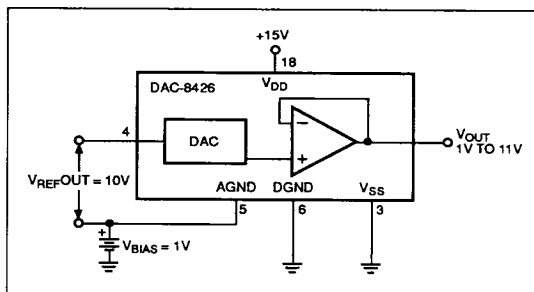 +15V
18
DAC-8426
VDD
4
DAC
−
+
VOUT
1V TO 11V
VREFOUT = 10V
AGND
DGND
VSS
5
6
3
+
VBIAS = 1V